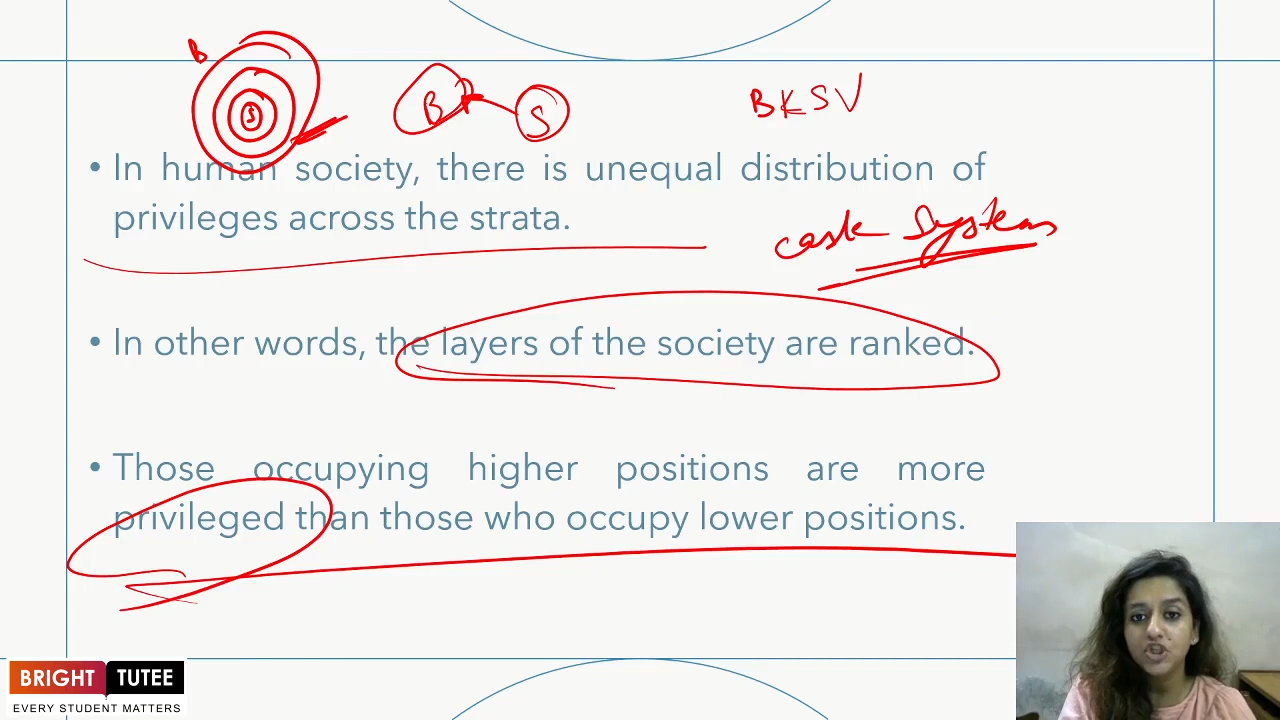 B
S
B
S
BKSV
• In human society, there is unequal distribution of
privileges across the strata.
caste System
• In other words, the layers of the society are ranked.
• Those occupying higher positions are more
privileged than those who occupy lower positions.
BRIGHT TUTEE
EVERY STUDENT MATTERS